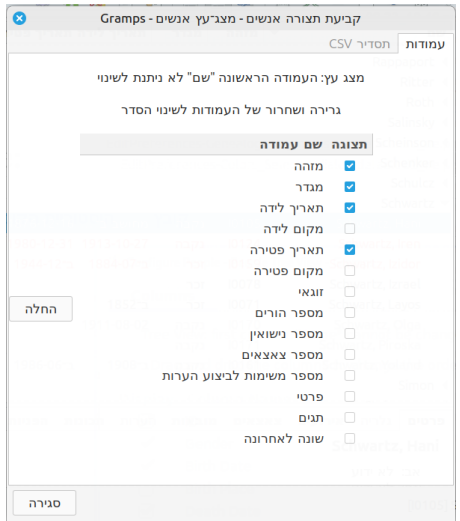 קביעת תצורה אנשים - מצג־עץ אנשים - Gramps
עמודות תסדיר CSV
מצג עץ: העמודה הראשונה "שם" לא ניתנת לשינוי
גרירה ושחרור של העמודות לשינוי הסדר
תצוגה שם עמודה
מזהה
מגדר
תאריך לידה
מקום לידה
תאריך פטירה
מקום פטירה
זוגאי
מספר הורים
מספר נישואין
מספר צאצאים
מספר משימות לביצוע הערות
פרטי
תגים
שונה לאחרונה
החלה
סגירה